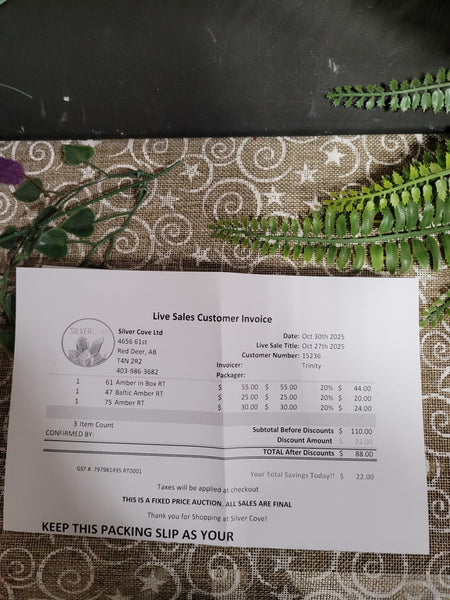 Live Sales Customer Invoice
SILVER COVE
Silver Cove Ltd
4656 61st
Red Deer, AB
T4N 2R2
403-986-3682
Date: Oct 30th 2025
Live Sale Title: Oct 27th 2025
Customer Number: 15236
Invoicer: Trinity
Packager:
1 61 Amber In Box RT $ 55.00 $ 55.00 20% $ 44.00
1 47 Baltic Amber RT $ 25.00 $ 25.00 20% $ 20.00
1 75 Amber RT $ 30.00 $ 30.00 20% $ 24.00
3 Item Count
Subtotal Before Discounts $ 110.00
CONFIRMED BY:
Discount Amount $ 22.00
TOTAL After Discounts $ 88.00
GST #: 797981495 RT0001
Your Total Savings Today!! $ 22.00
Taxes will be applied at checkout
THIS IS A FIXED PRICE AUCTION. ALL SALES ARE FINAL
Thank you for Shopping at Silver Cove!
KEEP THIS PACKING SLIP AS YOUR